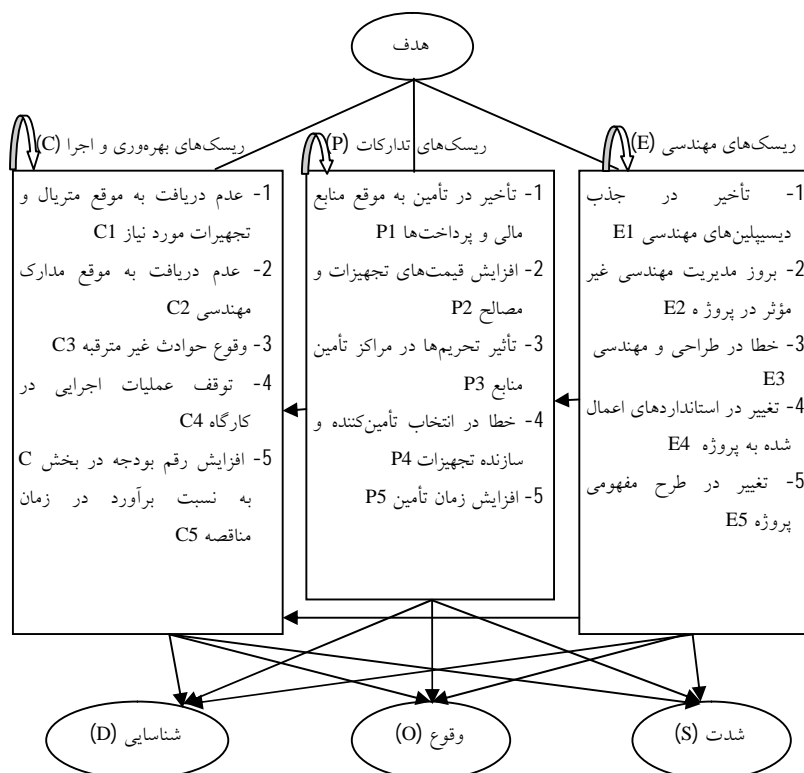 هدف
ریسک‌های مهندسی (E)
1- تأخیر در جذب
دیسیپلین‌های مهندسی E1
2- بروز مدیریت مهندسی غیر
مؤثر در پروژ ه E2
3- خطا در طراحی و مهندسی
E3
4- تغییر در استانداردهای اعمال
شده به پروژه E4
5- تغییر در طرح مفهومی
پروژه E5
ریسک‌های تدارکات (P)
1- تأخیر در تأمین به موقع منابع
مالی و پرداخت‌ها P1
2- افزایش قیمت‌های تجهیزات و
مصالح P2
3- تأثیر تحریم‌ها در مراکز تأمین
منابع P3
4- خطا در انتخاب تأمین‌کننده و
سازنده تجهیزات P4
5- افزایش زمان تأمین P5
ریسک‌های بهره‌وری و اجرا (C)
1- عدم دریافت به موقع متریال و
تجهیزات مورد نیاز C1
2- عدم دریافت به موقع مدارک
مهندسی C2
3- وقوع حوادث غیر مترقبه C3
4- توقف عملیات اجرایی در
کارگاه C4
5- افزایش رقم بودجه در بخش C
به نسبت برآورد در زمان
مناقصه C5
شدت (S)
وقوع (O)
شناسایی (D)